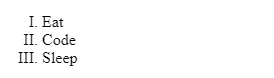 I. Eat
II. Code
III. Sleep